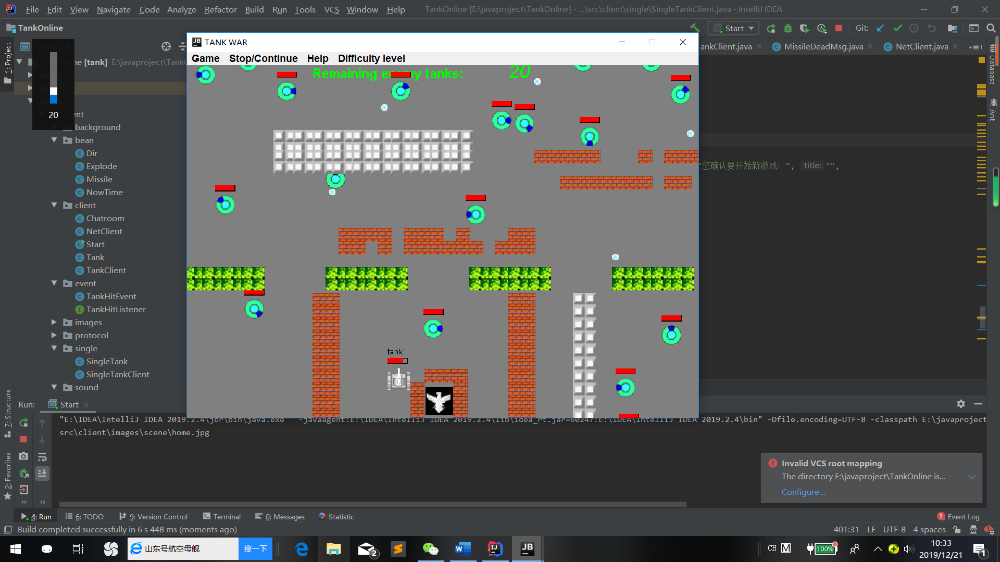 File Edit View Navigate Code Analyze Refactor Build Run Tools VCS Window Help TankOnline [E:\javaproject\TankOnline] - ...\src\client\single\SingleTankClient.java - IntelliJ IDEA
TankOnline
Start
Git:
TANK WAR
Game Stop/Continue Help Difficulty level
Remaining enemy tanks: 20
tank
TankClient.java
MissileDeadMsg.java
NetClient.java
1
1: Project
[tank] E:\javaproject\TankO
20
client
background
bean
Dir
Explode
Missile
NowTime
client
Chatroom
NetClient
Start
Tank
TankClient
event
TankHitEvent
TankHitListener
images
protocol
single
SingleTank
SingleTankClient
sound
"您确认要开始新游戏! ", title: "",
Database
Ant
7: Structure
2: Favorites
Run: Start
"E:\IDEA\IntelliJ IDEA 2019.2.4\jbr\bin\java.exe" "-javaagent:E:\IDEA\IntelliJ IDEA 2019.2.4\lib\idea_rt.jar=60247:E:\IDEA\IntelliJ IDEA 2019.2.4\bin" -Dfile.encoding=UTF-8 -classpath E:\javaproject
src\client\images\scene\home.jpg
Invalid VCS root mapping
The directory E:\javaproject\TankOnline is...
Configure...
4: Run 6: TODO 9: Version Control Terminal 0: Messages Statistic
1 Event Log
Build completed successfully in 6 s 448 ms (moments ago)
401:31 LF UTF-8 4 spaces
山东号航空母舰
搜一下
2
CH M
100%
10:33
2019/12/21
1